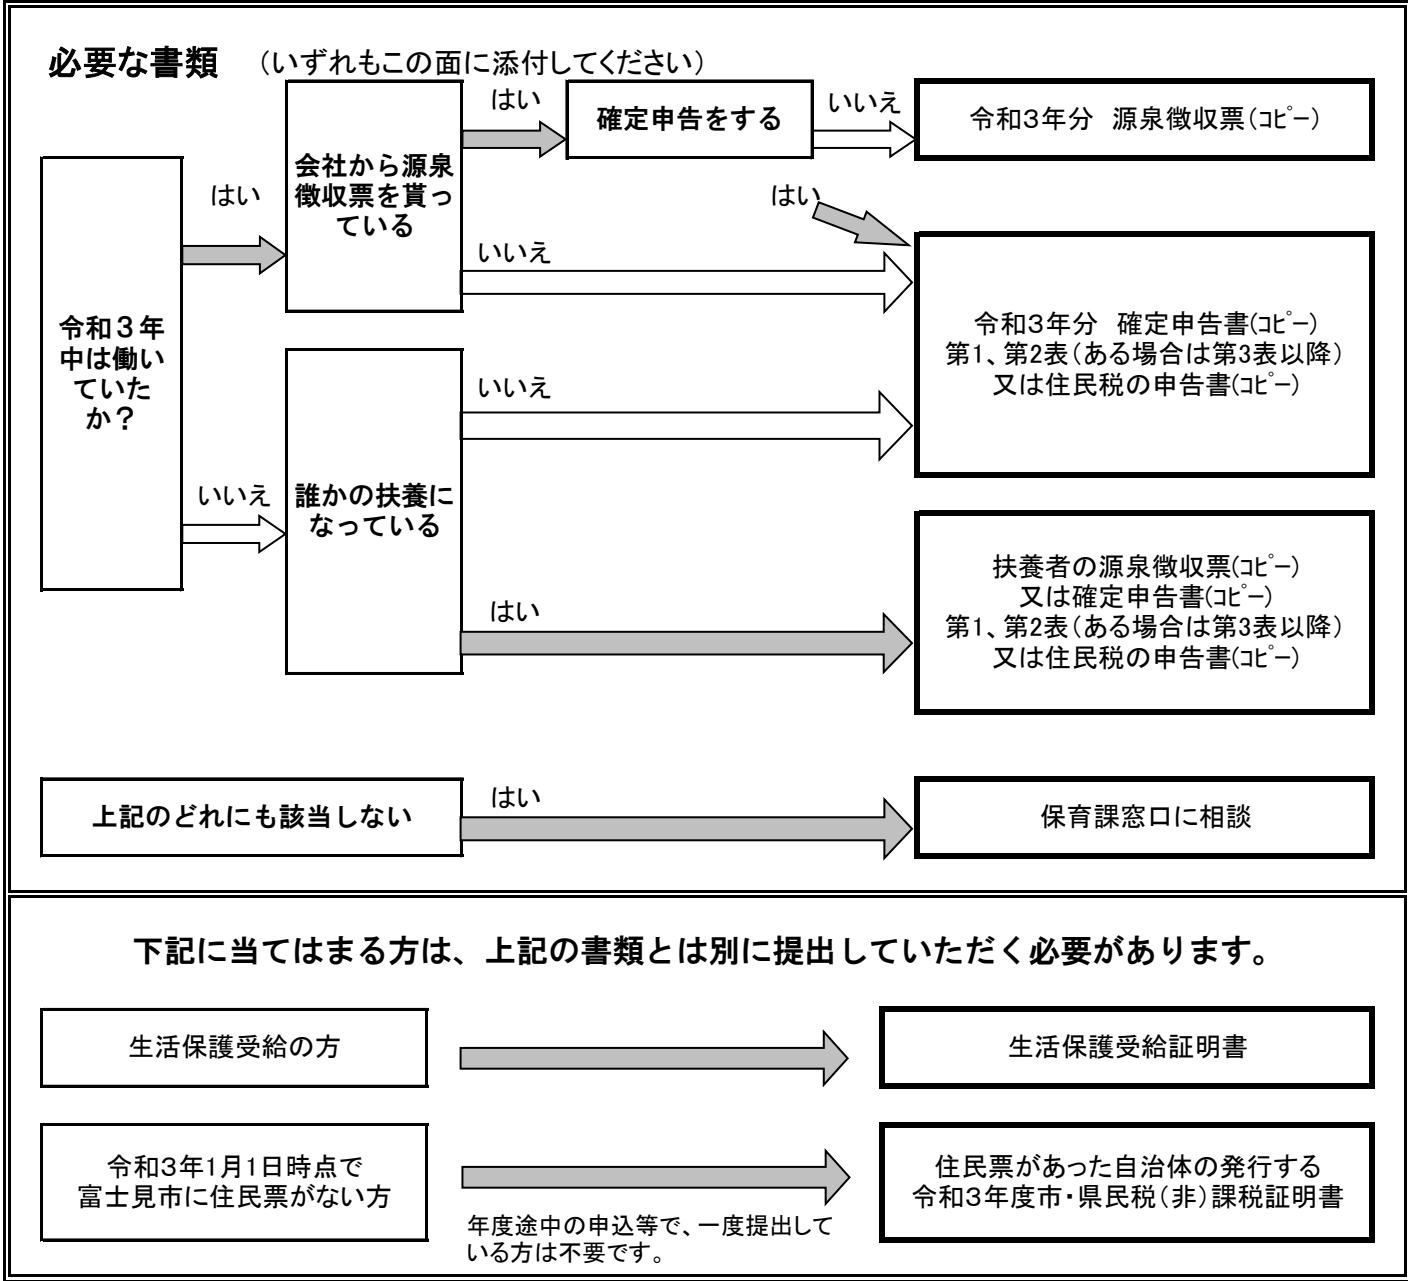 必要な書類 （いずれもこの面に添付してください）
はい
確定申告をする
いいえ
令和3年分 源泉徴収票（ｺﾋﾟｰ）
会社から源泉
徴収票を貰っ
ている
はい
はい
いいえ
令和３年
中は働い
ていた
か？
令和3年分 確定申告書(ｺﾋﾟｰ)
第1、第2表（ある場合は第3表以降）
又は住民税の申告書(ｺﾋﾟｰ)
いいえ
いいえ
誰かの扶養に
なっている
はい
扶養者の源泉徴収票(ｺﾋﾟｰ)
又は確定申告書(ｺﾋﾟｰ)
第1、第2表（ある場合は第3表以降）
又は住民税の申告書(ｺﾋﾟｰ)
上記のどれにも該当しない
はい
保育課窓口に相談
下記に当てはまる方は、上記の書類とは別に提出していただく必要があります。
生活保護受給の方
生活保護受給証明書
令和3年1月1日時点で
富士見市に住民票がない方
年度途中の申込等で、一度提出して
いる方は不要です。
住民票があった自治体の発行する
令和3年度市・県民税（非）課税証明書